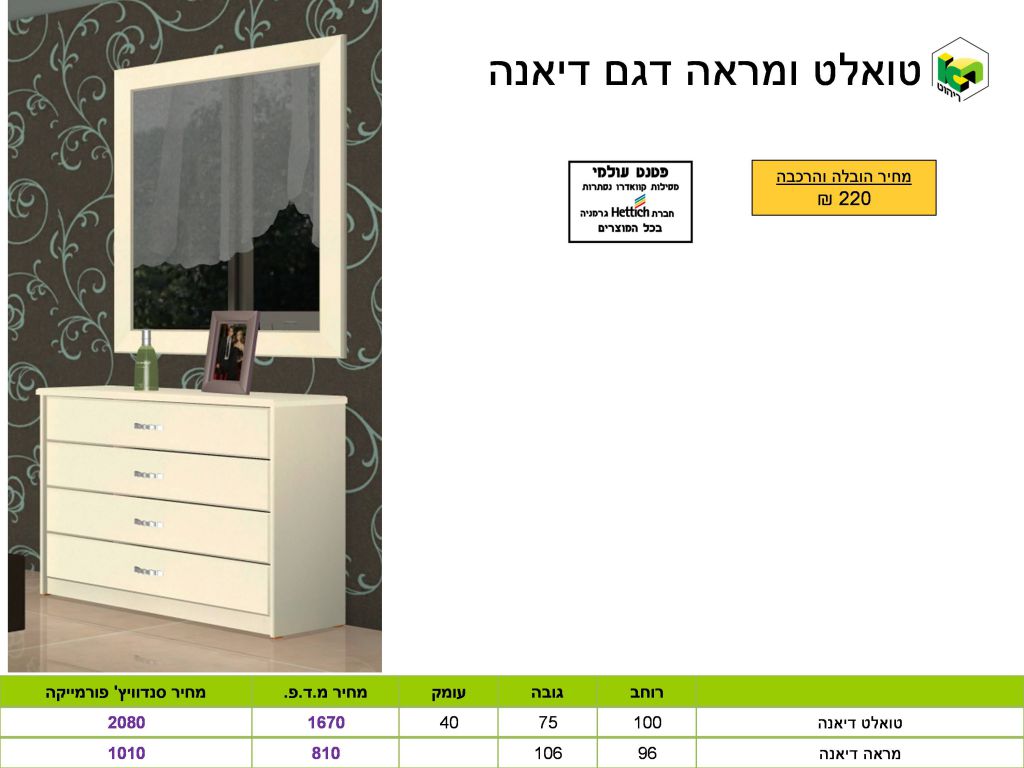 טואלט ומראה דגם דיאנה
ריהוט
פטנט עולמי
מסילות קוואדרו נסתרות
חברת Hettich גרמניה
בכל המוצרים
מחיר הובלה והרכבה
220 ₪
רוחב גובה עומק מחיר מ.ד.פ. מחיר סנדוויץ' פורמייקה
טואלט דיאנה 100 75 40 1670 2080
מראה דיאנה 96 106 810 1010